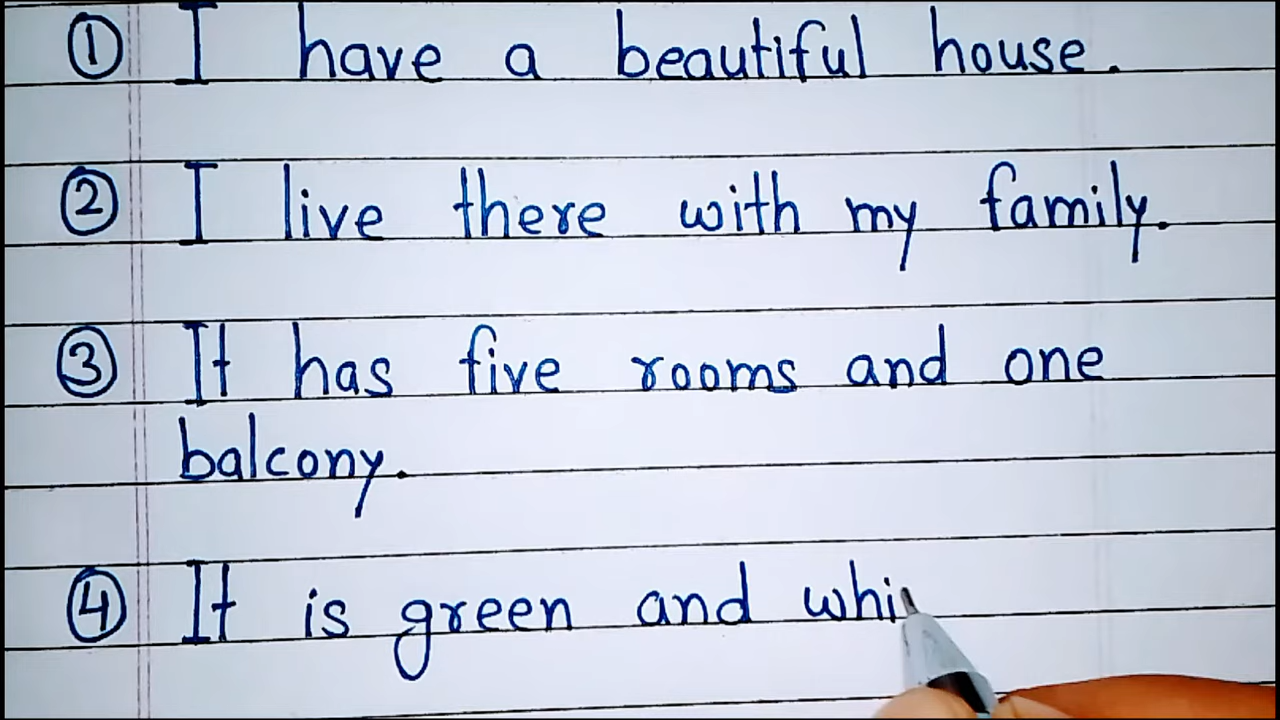 ① I have a beautiful house.
② I live there with my family.
③ It has five rooms and one
balcony.
④ It is green and whi